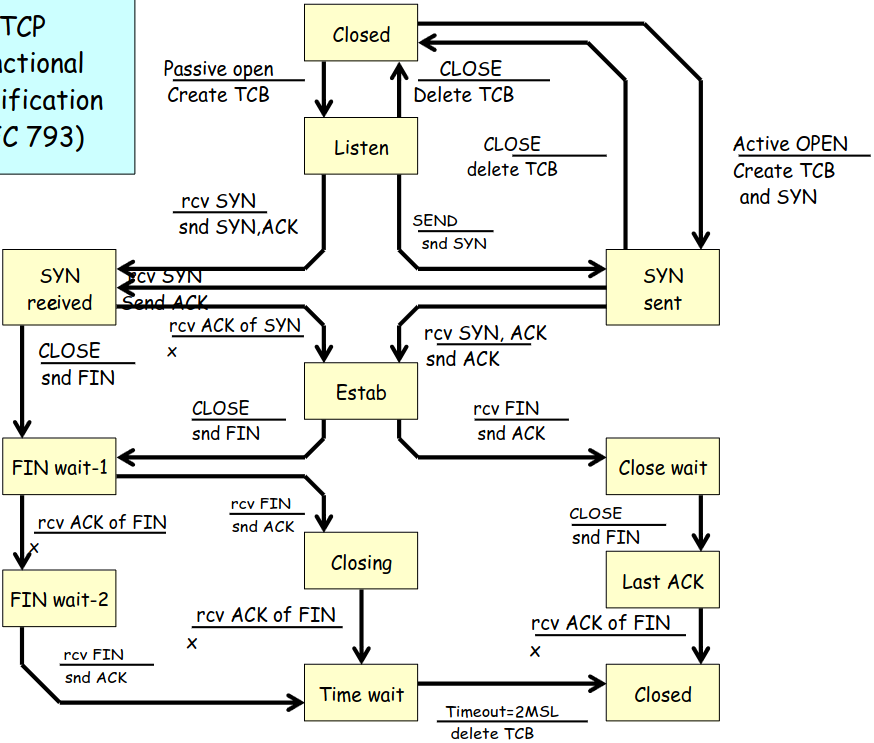 TCP
Closed
Passive open
Create TCB
CLOSE
Delete TCB
Listen
CLOSE
delete TCB
Active OPEN
Create TCB
and SYN
rcv SYN
snd SYN,ACK
SEND
snd SYN
SYN
reeived
rcv SYN
Send ACK
SYN
sent
rcv ACK of SYN
x
rcv SYN, ACK
snd ACK
CLOSE
snd FIN
Estab
CLOSE
snd FIN
rcv FIN
snd ACK
FIN wait-1
Close wait
rcv FIN
snd ACK
CLOSE
snd FIN
rcv ACK of FIN
x
Closing
Last ACK
FIN wait-2
rcv ACK of FIN
x
rcv ACK of FIN
x
rcv FIN
snd ACK
Time wait
Closed
Timeout=2MSL
delete TCB
793)